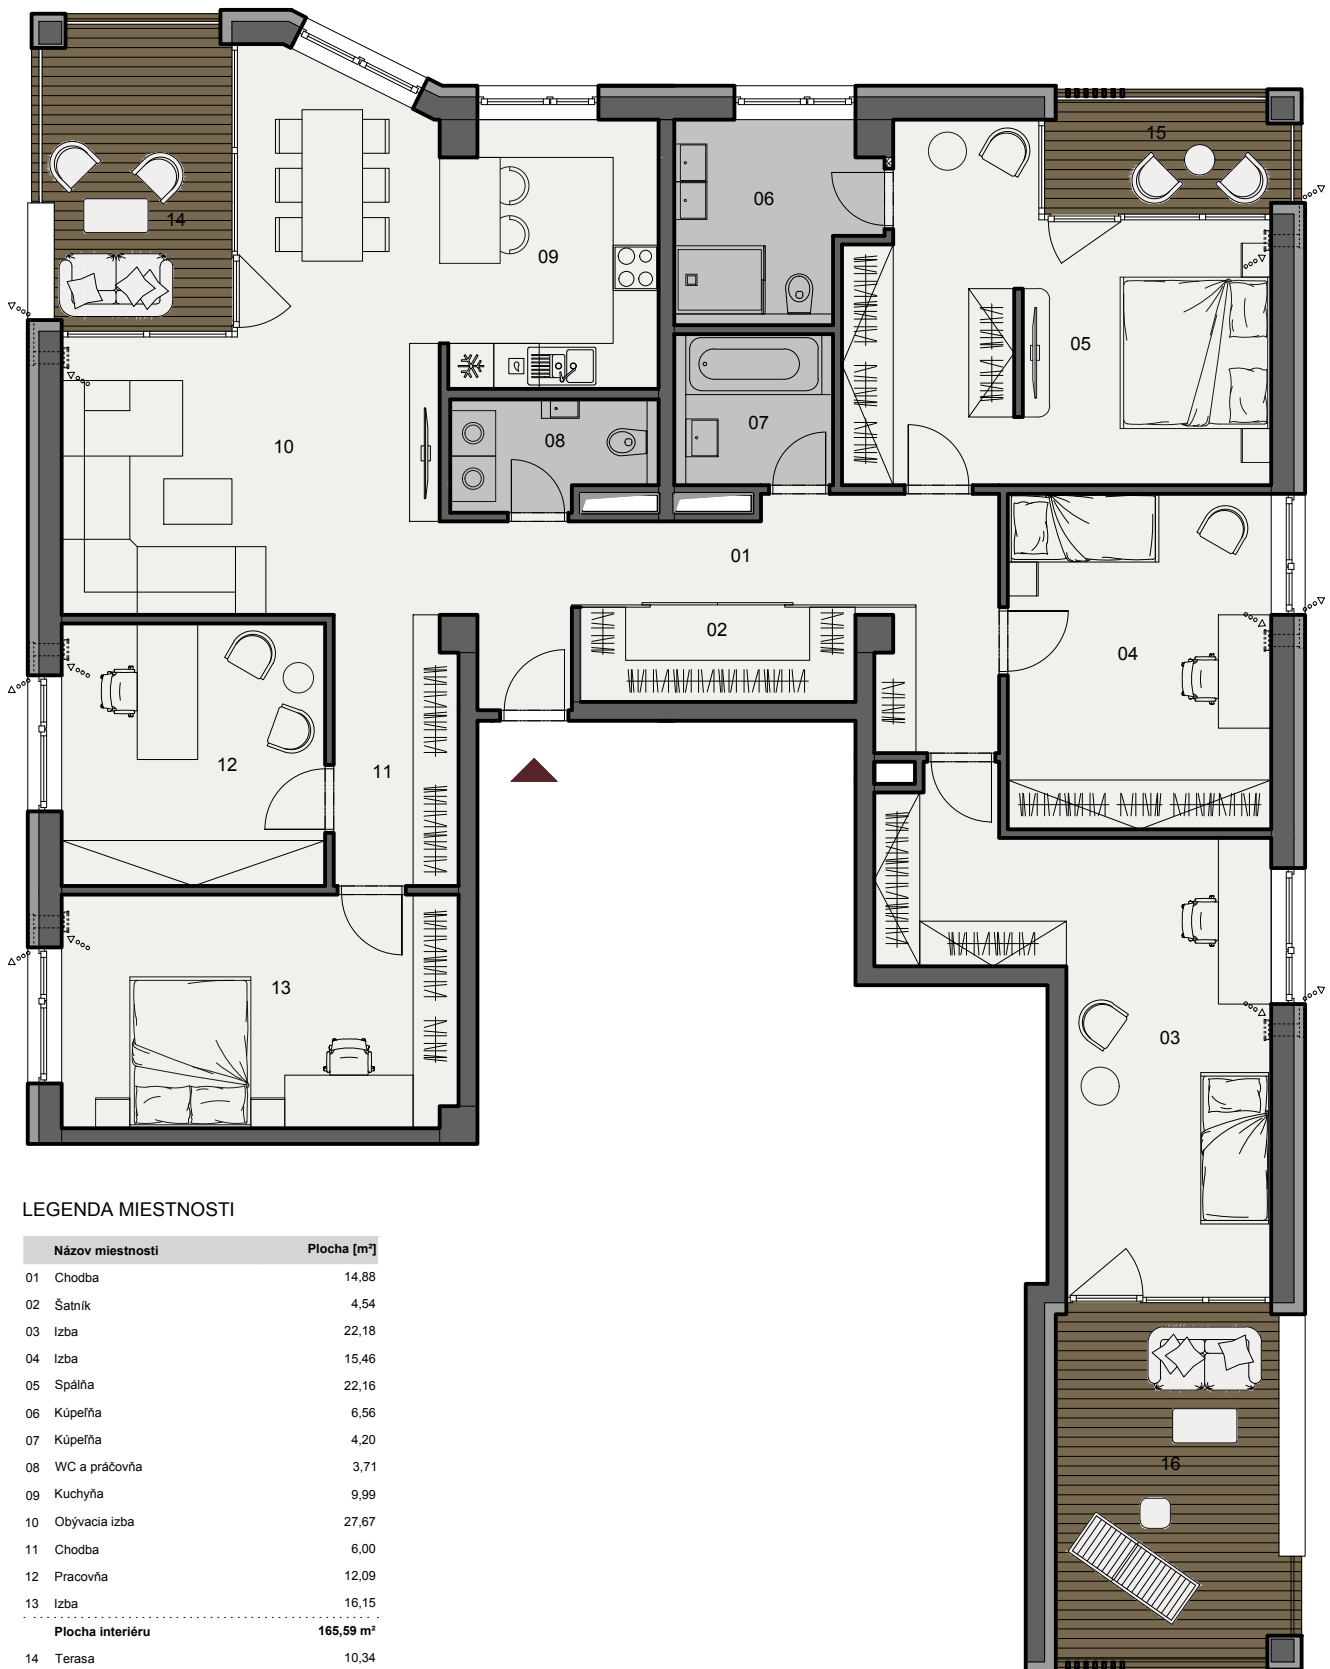 14
15
06
09
05
08
07
10
01
02
04
12
11
13
03
16
LEGENDA MIESTNOSTI
Názov miestnosti Plocha [m²]
01 Chodba 14,88
02 Šatník 4,54
03 Izba 22,18
04 Izba 15,46
05 Spálňa 22,16
06 Kúpeľňa 6,56
07 Kúpeľňa 4,20
08 WC a práčovňa 3,71
09 Kuchyňa 9,99
10 Obývacia izba 27,67
11 Chodba 6,00
12 Pracovňa 12,09
13 Izba 16,15
Plocha interiéru 165,59 m²
14 Terasa 10,34